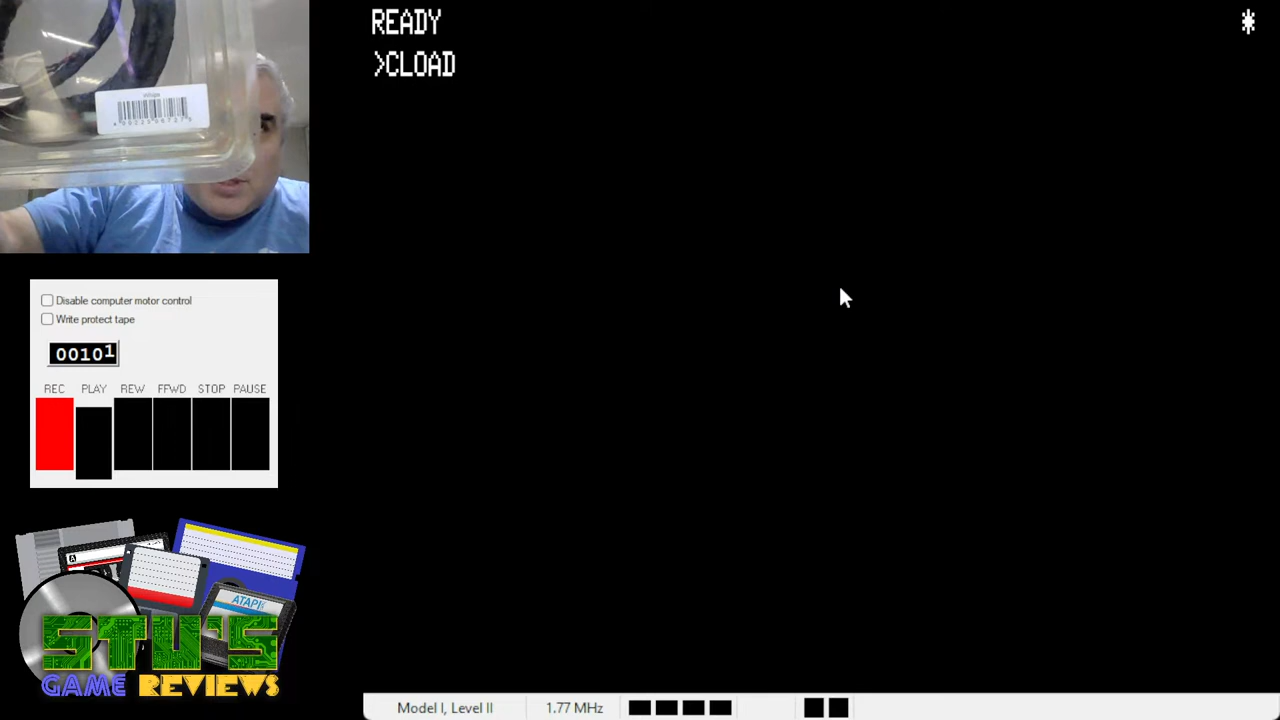 READY *
>CLOAD
Disable computer motor control
Write protect tape
00101
REC PLAY REW FFWD STOP PAUSE
A
ATAPI
STU'S
GAME REVIEWS
Model I, Level II 1.77 MHz